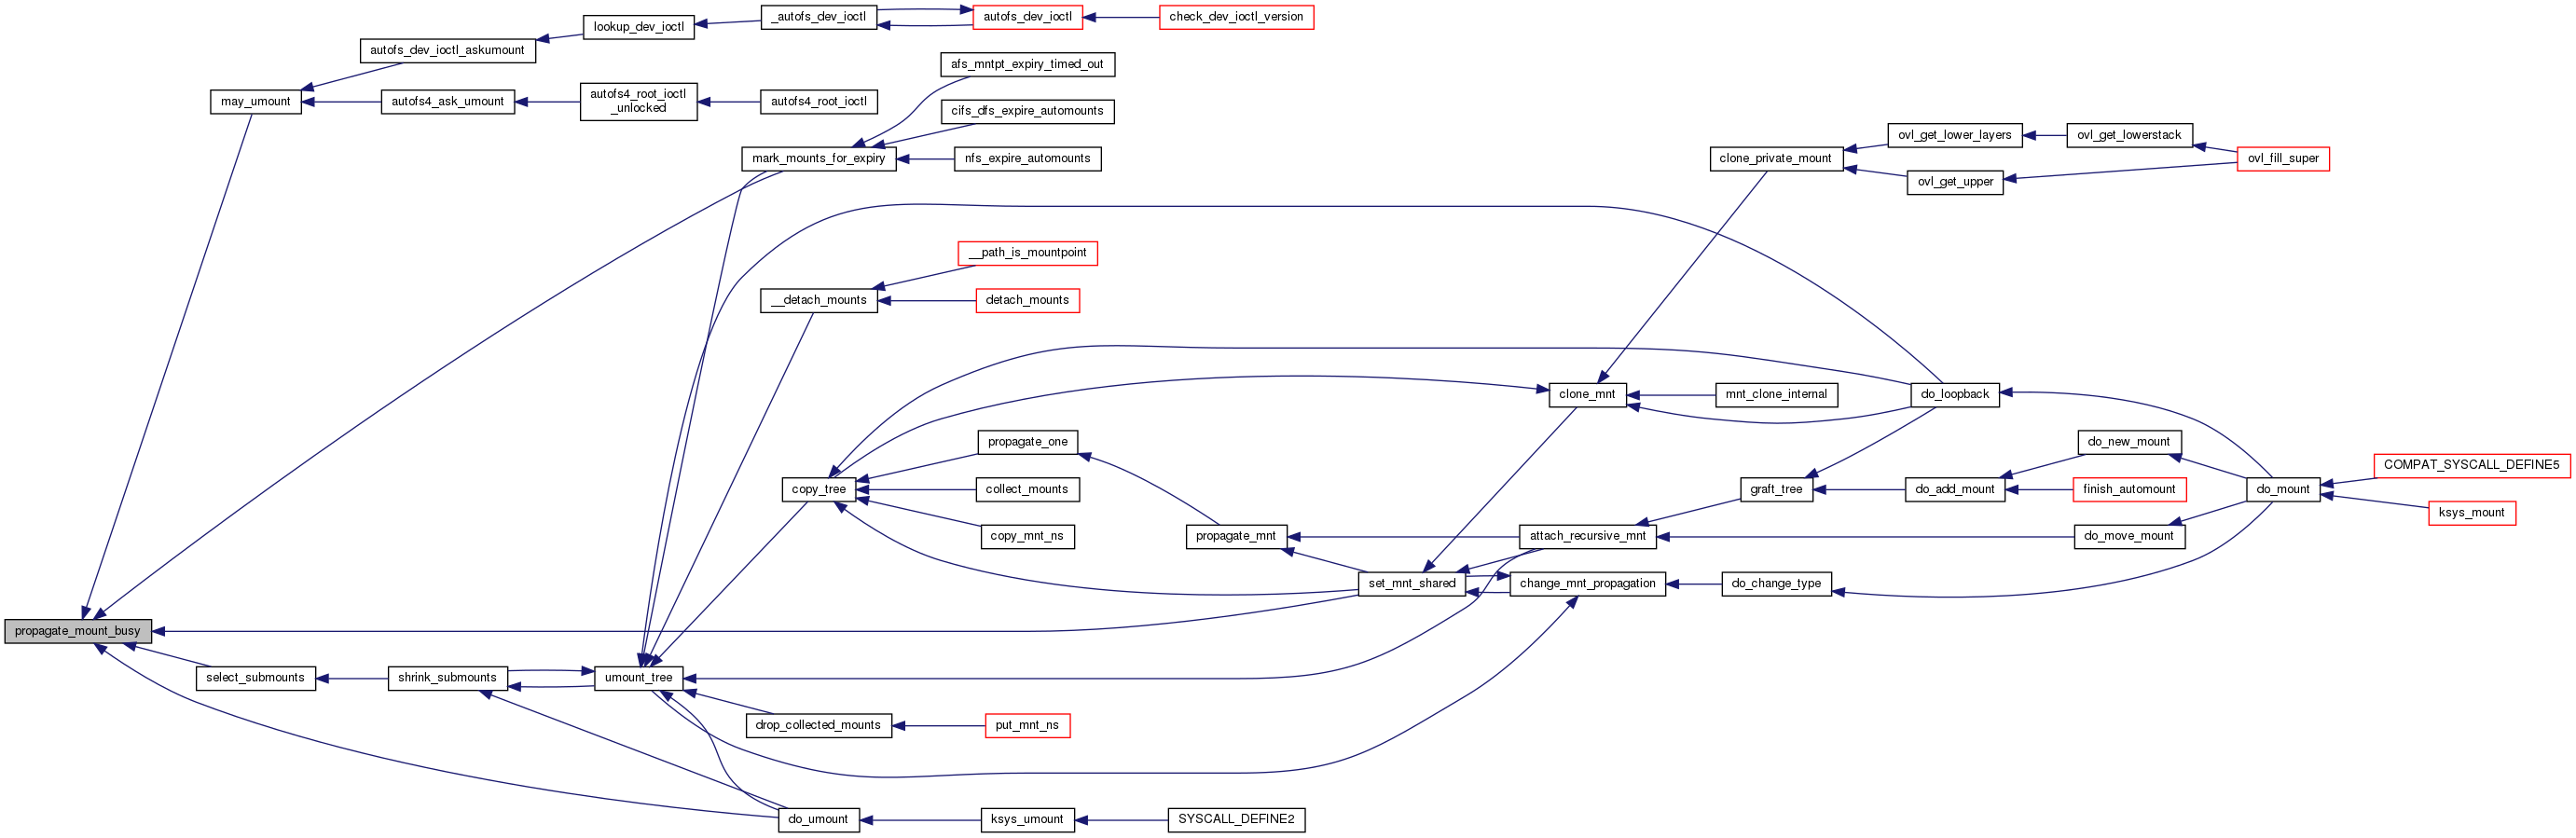 lookup_dev_ioctl
_autofs_dev_ioctl
autofs_dev_ioctl
check_dev_ioctl_version
autofs_dev_ioctl_askumount
afs_mntpt_expiry_timed_out
may_umount
autofs4_ask_umount
autofs4_root_ioctl
_unlocked
autofs4_root_ioctl
cifs_dfs_expire_automounts
mark_mounts_for_expiry
nfs_expire_automounts
clone_private_mount
ovl_get_lower_layers
ovl_get_lowerstack
ovl_fill_super
ovl_get_upper
__path_is_mountpoint
__detach_mounts
detach_mounts
clone_mnt
mnt_clone_internal
do_loopback
propagate_one
do_new_mount
copy_tree
collect_mounts
graft_tree
do_add_mount
finish_automount
do_mount
COMPAT_SYSCALL_DEFINE5
ksys_mount
copy_mnt_ns
propagate_mnt
attach_recursive_mnt
do_move_mount
set_mnt_shared
change_mnt_propagation
do_change_type
propagate_mount_busy
select_submounts
shrink_submounts
umount_tree
drop_collected_mounts
put_mnt_ns
do_umount
ksys_umount
SYSCALL_DEFINE2